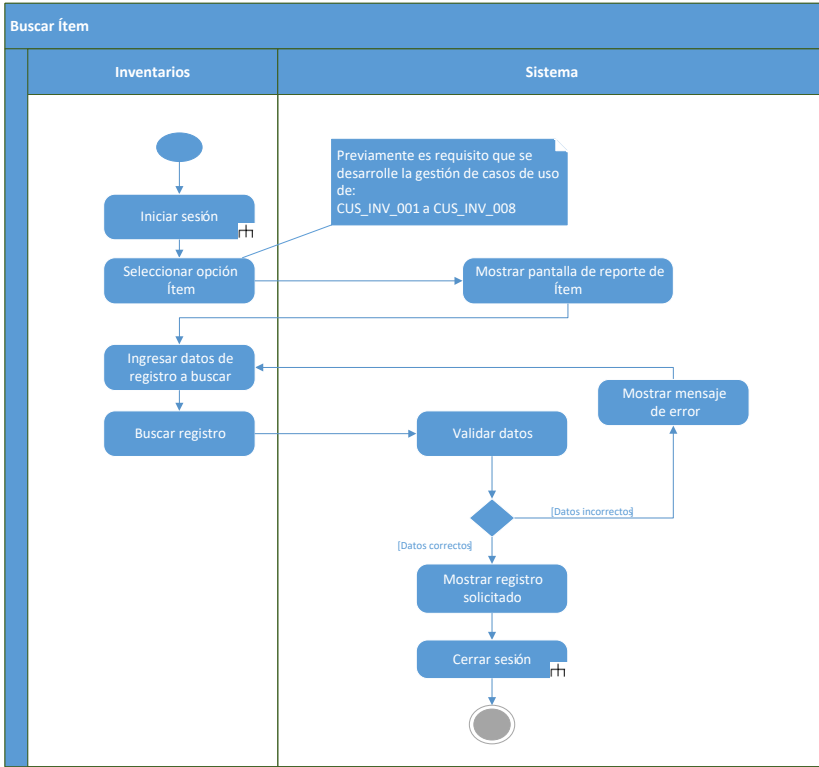 Buscar Ítem
Inventarios
Sistema
Previamente es requisito que se
desarrolle la gestión de casos de uso
de:
CUS_INV_001 a CUS_INV_008
Iniciar sesión
Seleccionar opción
Ítem
Mostrar pantalla de reporte de
Ítem
Ingresar datos de
registro a buscar
Mostrar mensaje
de error
Buscar registro
Validar datos
[Datos incorrectos]
[Datos correctos]
Mostrar registro
solicitado
Cerrar sesión